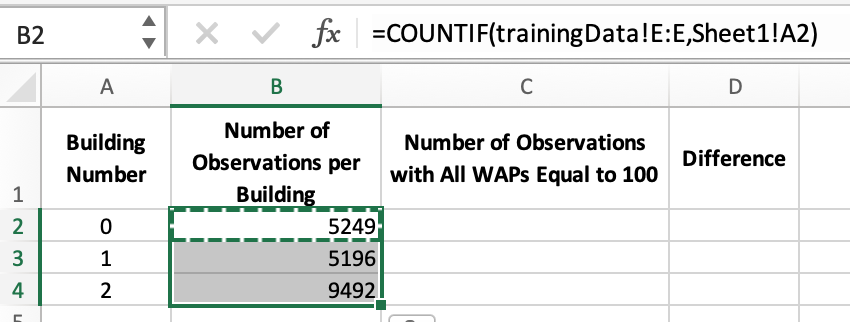 B2 fx =COUNTIF(trainingData!E:E,Sheet1!A2)
A B C D
1 Building Number Number of Observations per Building Number of Observations with All WAPs Equal to 100 Difference
2 0 5249
3 1 5196
4 2 9492